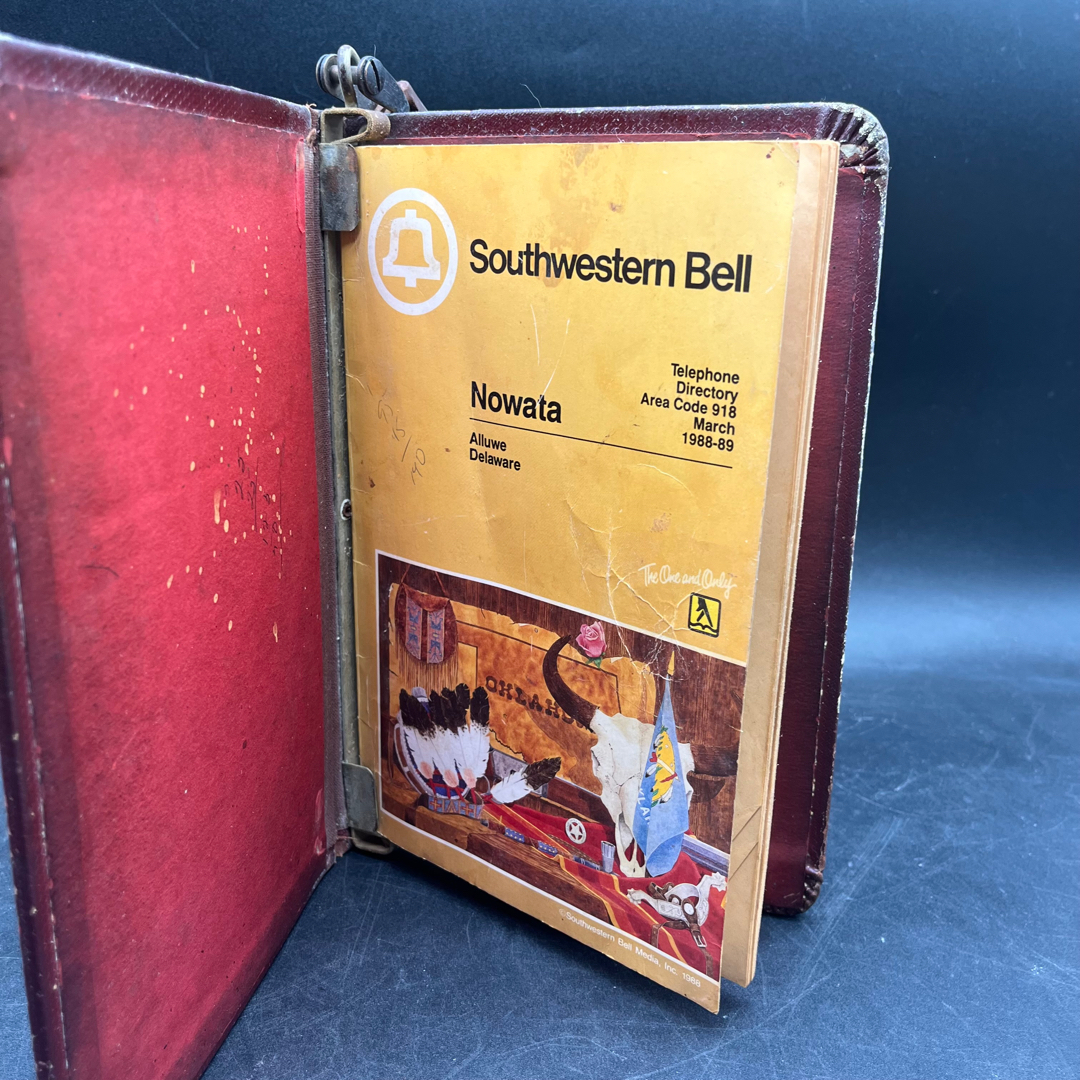 Southwestern Bell
Telephone
Directory
Area Code 918
March
1988-89
Nowata
Alluwe
Delaware
The One and Only
OKLAHOMA
©Southwestern Bell Media, Inc. 1988